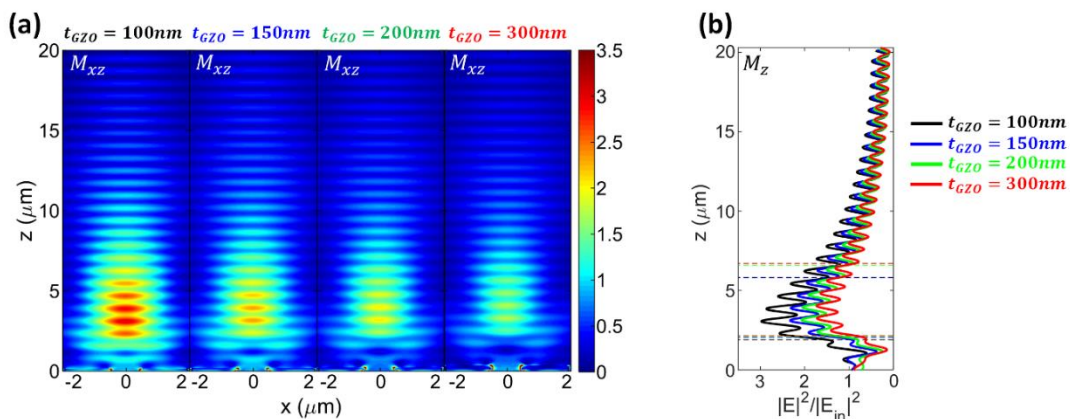 (a)
t_GZO = 100nm t_GZO = 150nm t_GZO = 200nm t_GZO = 300nm
M_xz M_xz M_xz M_xz
z (μm)
20
15
10
5
0
-2 0 2 -2 0 2 -2 0 2 -2 0 2
x (μm)
3.5
3
2.5
2
1.5
1
0.5
0
(b)
M_z
z (μm)
20
15
10
5
0
3 2 1 0
|E|²/|E_in|²
t_GZO = 100nm
t_GZO = 150nm
t_GZO = 200nm
t_GZO = 300nm